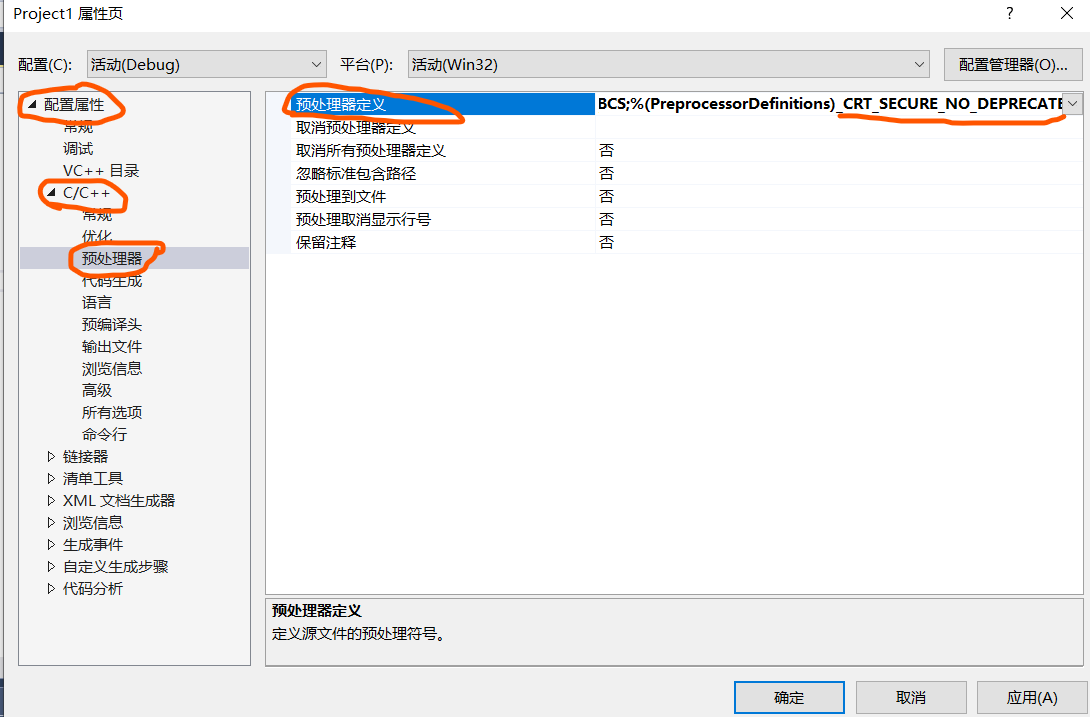 Project1 属性页 ?
配置(C): 活动(Debug) 平台(P): 活动(Win32) 配置管理器(O)...
配置属性
常规
调试
VC++ 目录
C/C++
常规
优化
预处理器
代码生成
语言
预编译头
输出文件
浏览信息
高级
所有选项
命令行
链接器
清单工具
XML 文档生成器
浏览信息
生成事件
自定义生成步骤
代码分析
预处理器定义 BCS;%(PreprocessorDefinitions)_CRT_SECURE_NO_DEPRECATE
取消预处理器定义
取消所有预处理器定义 否
忽略标准包含路径 否
预处理到文件 否
预处理取消显示行号 否
保留注释 否
预处理器定义
定义源文件的预处理符号。
确定 取消 应用(A)